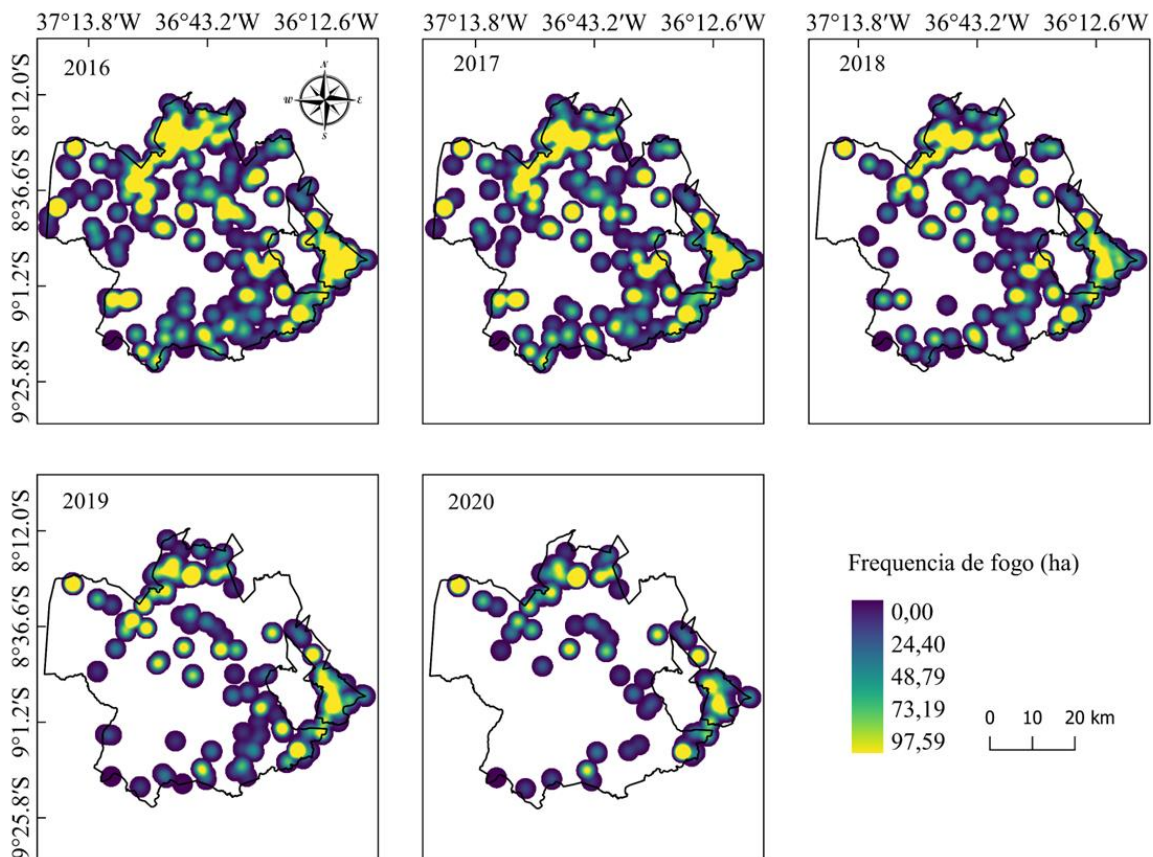 37°13.8′W 36°43.2′W 36°12.6′W 37°13.8′W 36°43.2′W 36°12.6′W 37°13.8′W 36°43.2′W 36°12.6′W
2016
2017
2018
N
W
E
S
8°12.0′S
8°36.6′S
9°1.2′S
9°25.8′S
2019
2020
8°12.0′S
8°36.6′S
9°1.2′S
9°25.8′S
Frequencia de fogo (ha)
0,00
24,40
48,79
73,19
97,59
0 10 20 km